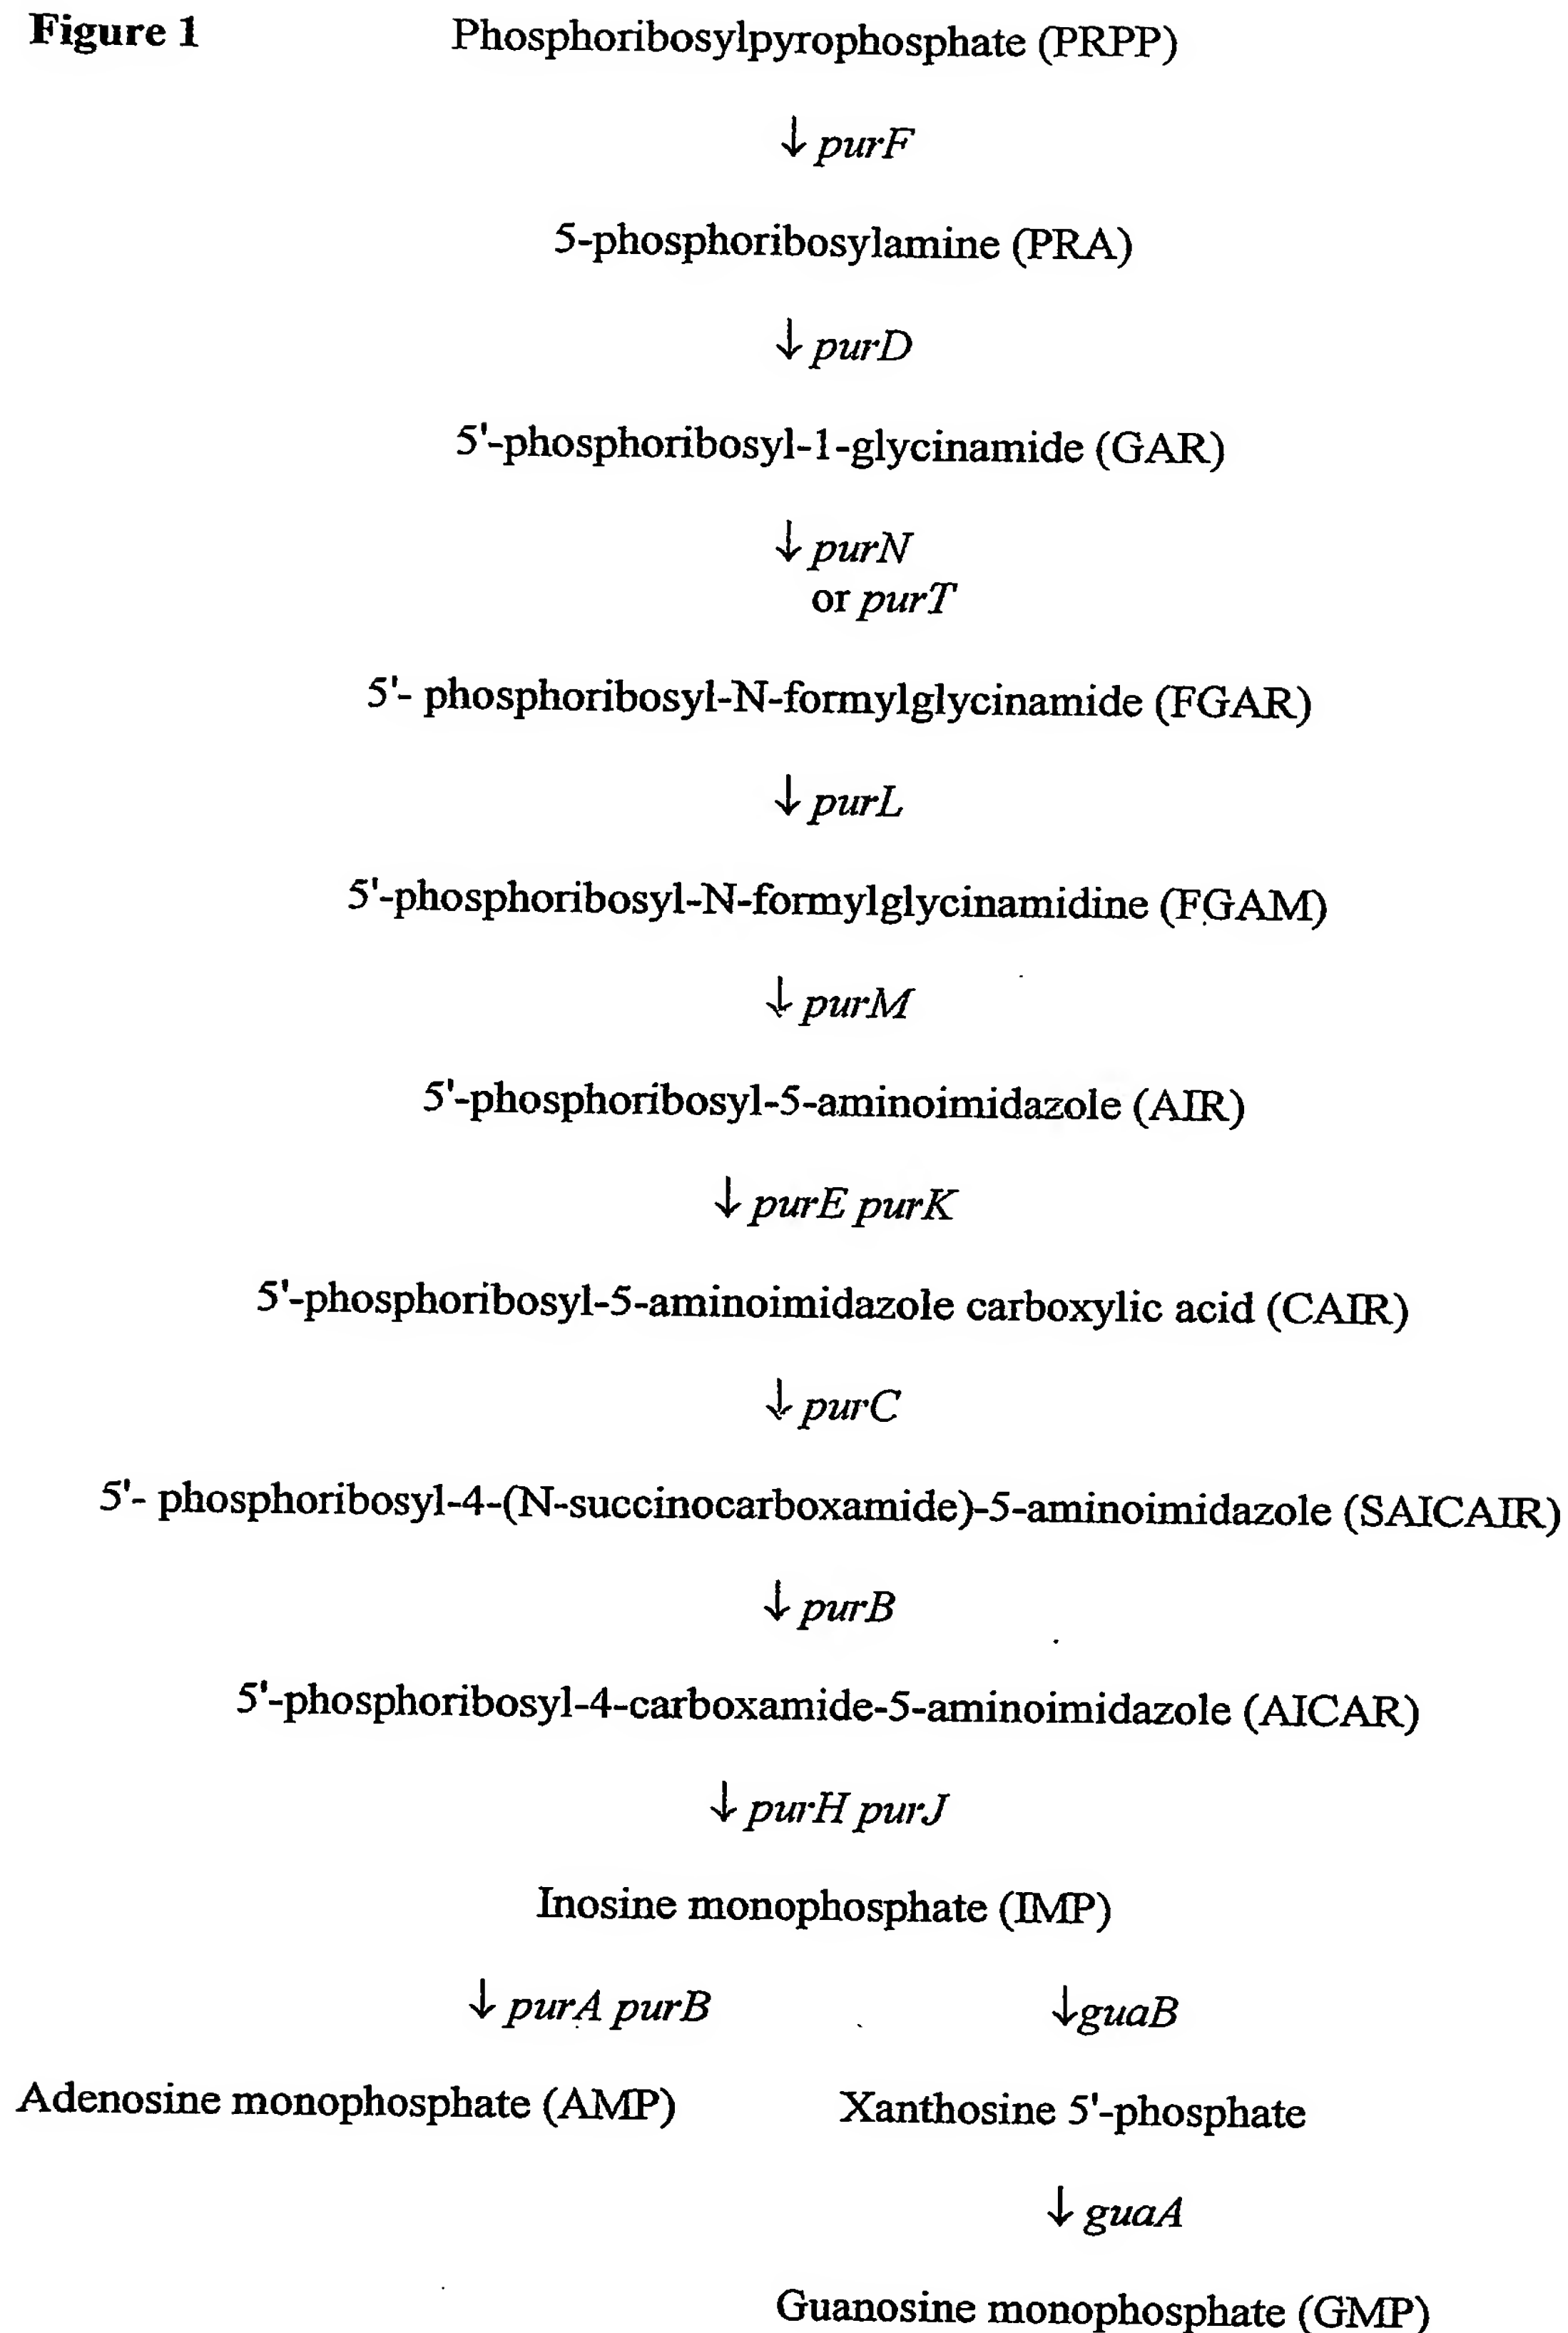 Figure 1 Phosphoribosylpyrophosphate (PRPP)
↓ purF
5-phosphoribosylamine (PRA)
↓ purD
5'-phosphoribosyl-1-glycinamide (GAR)
↓ purN
or purT
5'- phosphoribosyl-N-formylglycinamide (FGAR)
↓ purL
5'-phosphoribosyl-N-formylglycinamidine (FGAM)
↓ purM
5'-phosphoribosyl-5-aminoimidazole (AIR)
↓ purE purK
5'-phosphoribosyl-5-aminoimidazole carboxylic acid (CAIR)
↓ purC
5'- phosphoribosyl-4-(N-succinocarboxamide)-5-aminoimidazole (SAICAIR)
↓ purB
5'-phosphoribosyl-4-carboxamide-5-aminoimidazole (AICAR)
↓ purH purJ
Inosine monophosphate (IMP)
↓ purA purB ↓guaB
Adenosine monophosphate (AMP) Xanthosine 5'-phosphate
↓ guaA
Guanosine monophosphate (GMP)